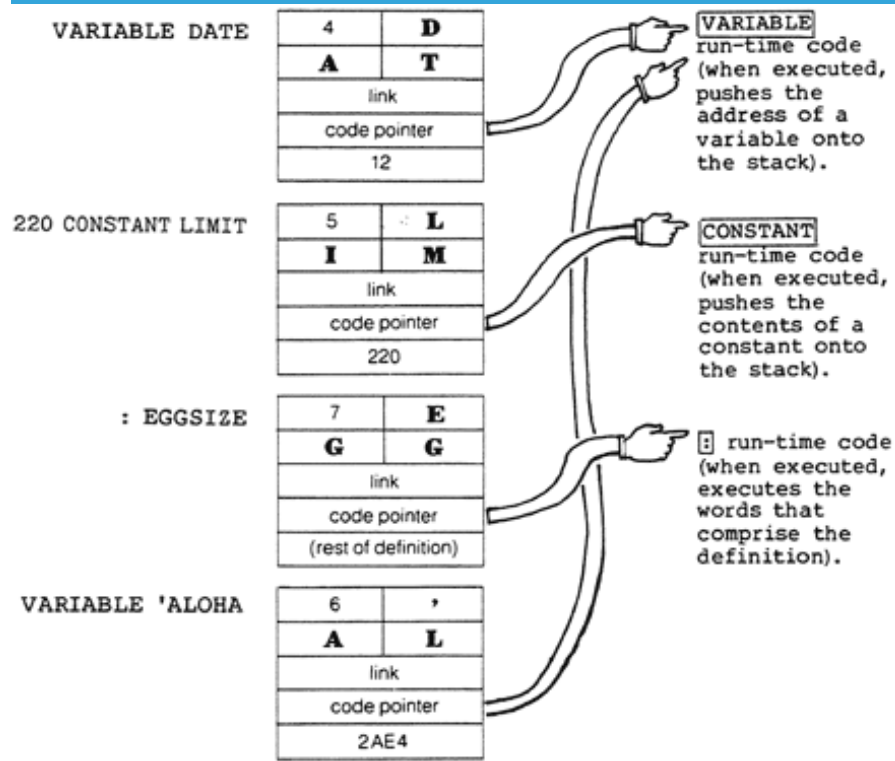 VARIABLE DATE
4 D
A T
link
code pointer
12
VARIABLE
run-time code
(when executed,
pushes the
address of a
variable onto
the stack).
220 CONSTANT LIMIT
5 L
I M
link
code pointer
220
CONSTANT
run-time code
(when executed,
pushes the
contents of a
constant onto
the stack).
: EGGSIZE
7 E
G G
link
code pointer
(rest of definition)
: run-time code
(when executed,
executes the
words that
comprise the
definition).
VARIABLE 'ALOHA
6 '
A L
link
code pointer
2AE4